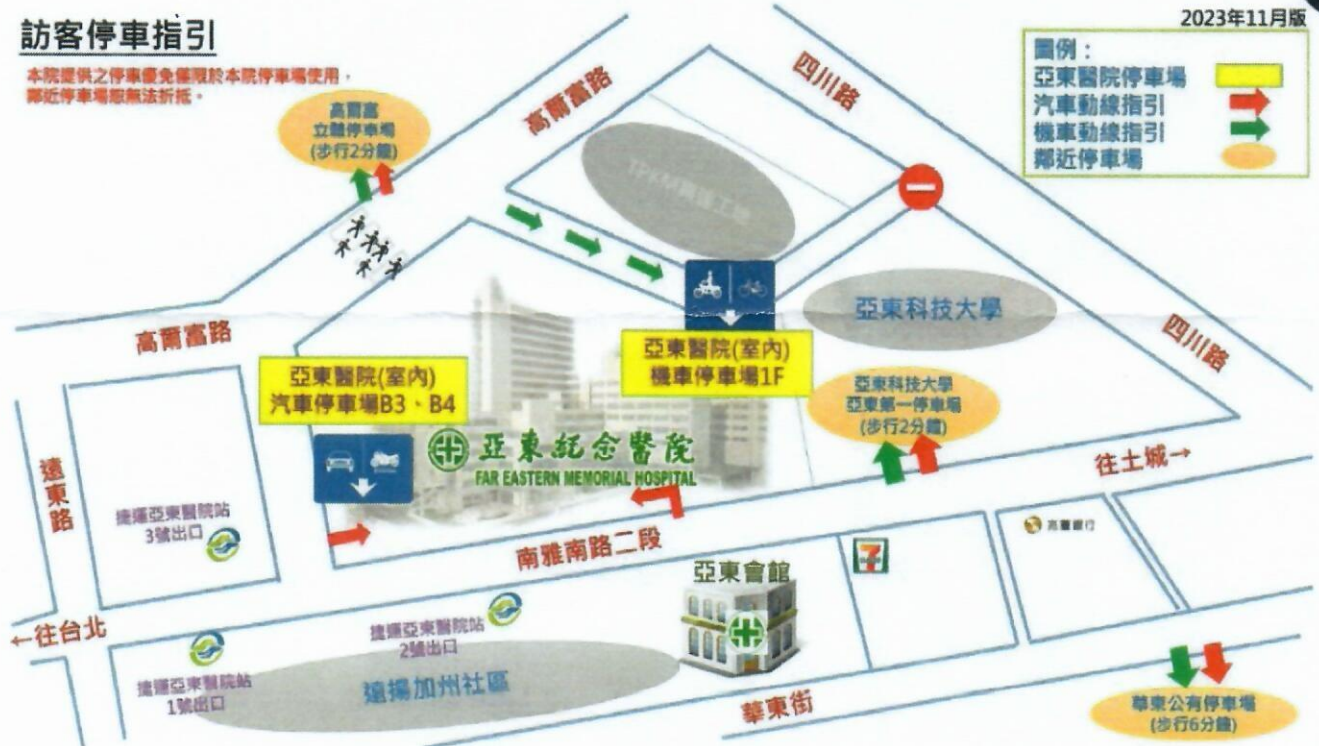 訪客停車指引
2023年11月版
本院提供之停車優免僅限於本院停車場使用，
鄰近停車場恕無法折抵。
圖例：
亞東醫院停車場
汽車動線指引
機車動線指引
鄰近停車場
高爾富
立體停車場
(步行2分鐘)
高爾富路
四川路
亞東科技大學
四川路
高爾富路
亞東醫院(室內)
機車停車場1F
亞東醫院(室內)
汽車停車場B3、B4
亞東科技大學
亞東第一停車場
(步行2分鐘)
亞東紀念醫院
FAR EASTERN MEMORIAL HOSPITAL
往土城→
遠東路
捷運亞東醫院站
3號出口
南雅南路二段
7
高臺銀行
亞東會館
←往台北
捷運亞東醫院站
2號出口
捷運亞東醫院站
1號出口
遠揚加州社區
華東街
華東公有停車場
(步行6分鐘)